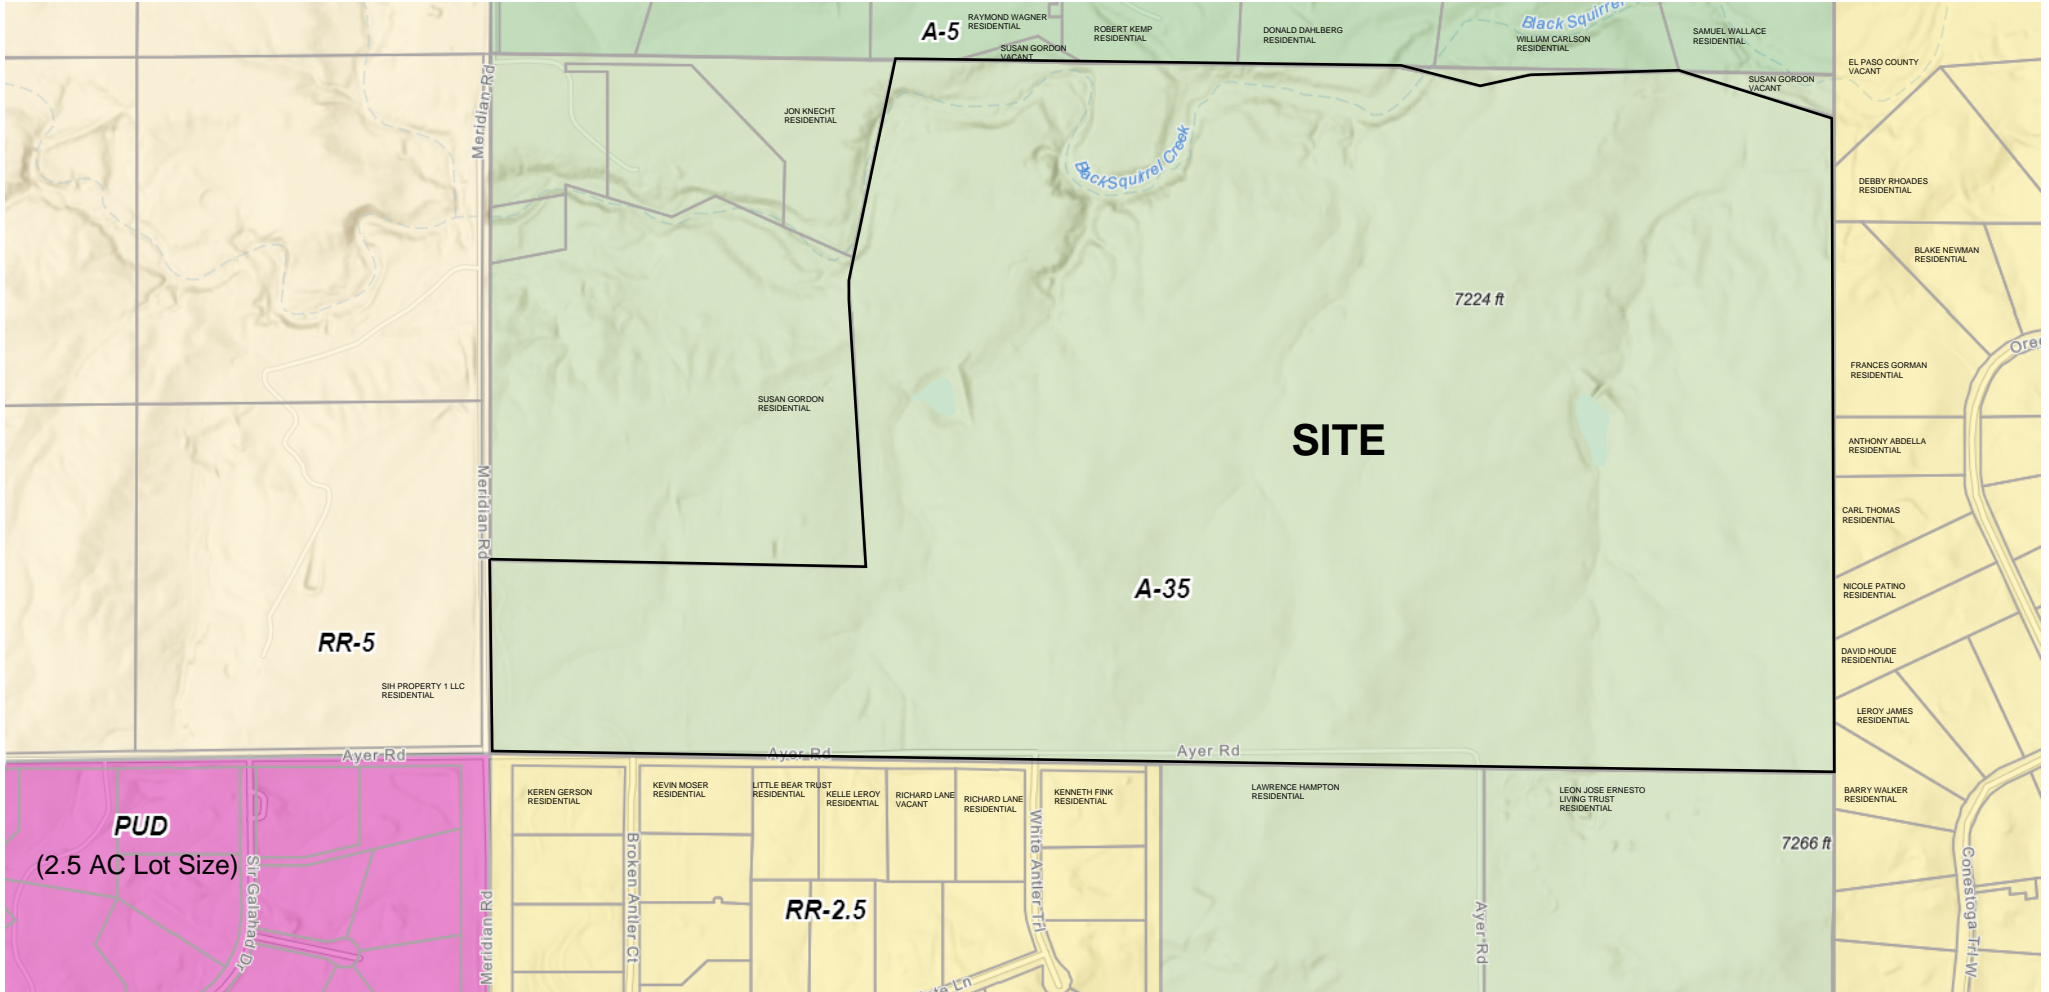 RAYMOND WAGNER
RESIDENTIAL
A-5
SUSAN GORDON
VACANT
ROBERT KEMP
RESIDENTIAL
DONALD DAHLBERG
RESIDENTIAL
Black Squirrel
WILLIAM CARLSON
RESIDENTIAL
SAMUEL WALLACE
RESIDENTIAL
EL PASO COUNTY
VACANT
SUSAN GORDON
VACANT
Meridian Rd
JON KNECHT
RESIDENTIAL
Black Squirrel Creek
DEBBY RHOADES
RESIDENTIAL
BLAKE NEWMAN
RESIDENTIAL
7224 ft
FRANCES GORMAN
RESIDENTIAL
SUSAN GORDON
RESIDENTIAL
SITE
ANTHONY ABDELLA
RESIDENTIAL
Meridian Rd
CARL THOMAS
RESIDENTIAL
A-35
NICOLE PATINO
RESIDENTIAL
RR-5
DAVID HOUDE
RESIDENTIAL
SIH PROPERTY 1 LLC
RESIDENTIAL
LEROY JAMES
RESIDENTIAL
Ayer Rd
Ayer Rd
Ayer Rd
KEREN GERSON
RESIDENTIAL
KEVIN MOSER
RESIDENTIAL
LITTLE BEAR TRUST
RESIDENTIAL
KELLE LEROY
RESIDENTIAL
RICHARD LANE
VACANT
RICHARD LANE
RESIDENTIAL
KENNETH FINK
RESIDENTIAL
LAWRENCE HAMPTON
RESIDENTIAL
LEON JOSE ERNESTO
LIVING TRUST
RESIDENTIAL
BARRY WALKER
RESIDENTIAL
PUD
(2.5 AC Lot Size)
7266 ft
Sir Galahad Dr
Meridian Rd
Broken Antler Ct
RR-2.5
White Antler Trl
Ayer Rd
Conestoga Trl W
Ln